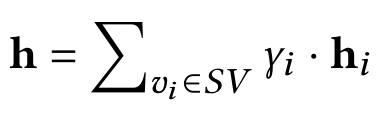 𝐡 = ∑_{v_i∈SV} γ_i · 𝐡_i